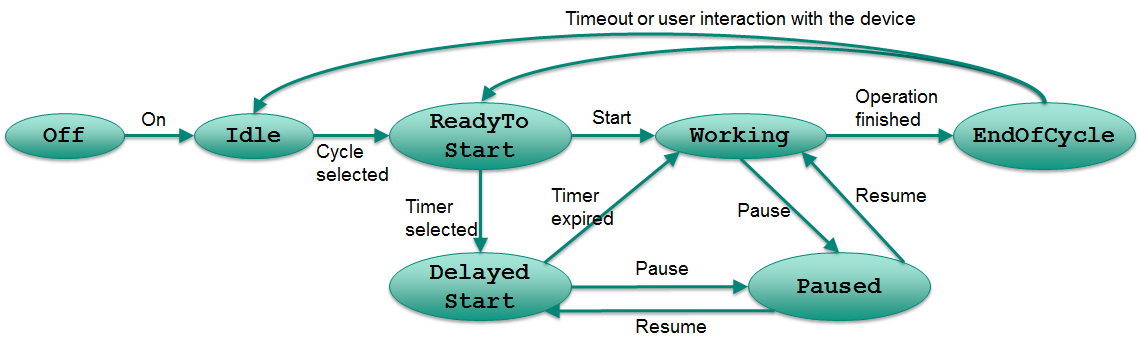 Timeout or user interaction with the device
Off
On
Idle
Cycle
selected
ReadyTo
Start
Start
Working
Operation
finished
EndOfCycle
Timer
selected
Timer
expired
Pause
Resume
Delayed
Start
Pause
Paused
Resume